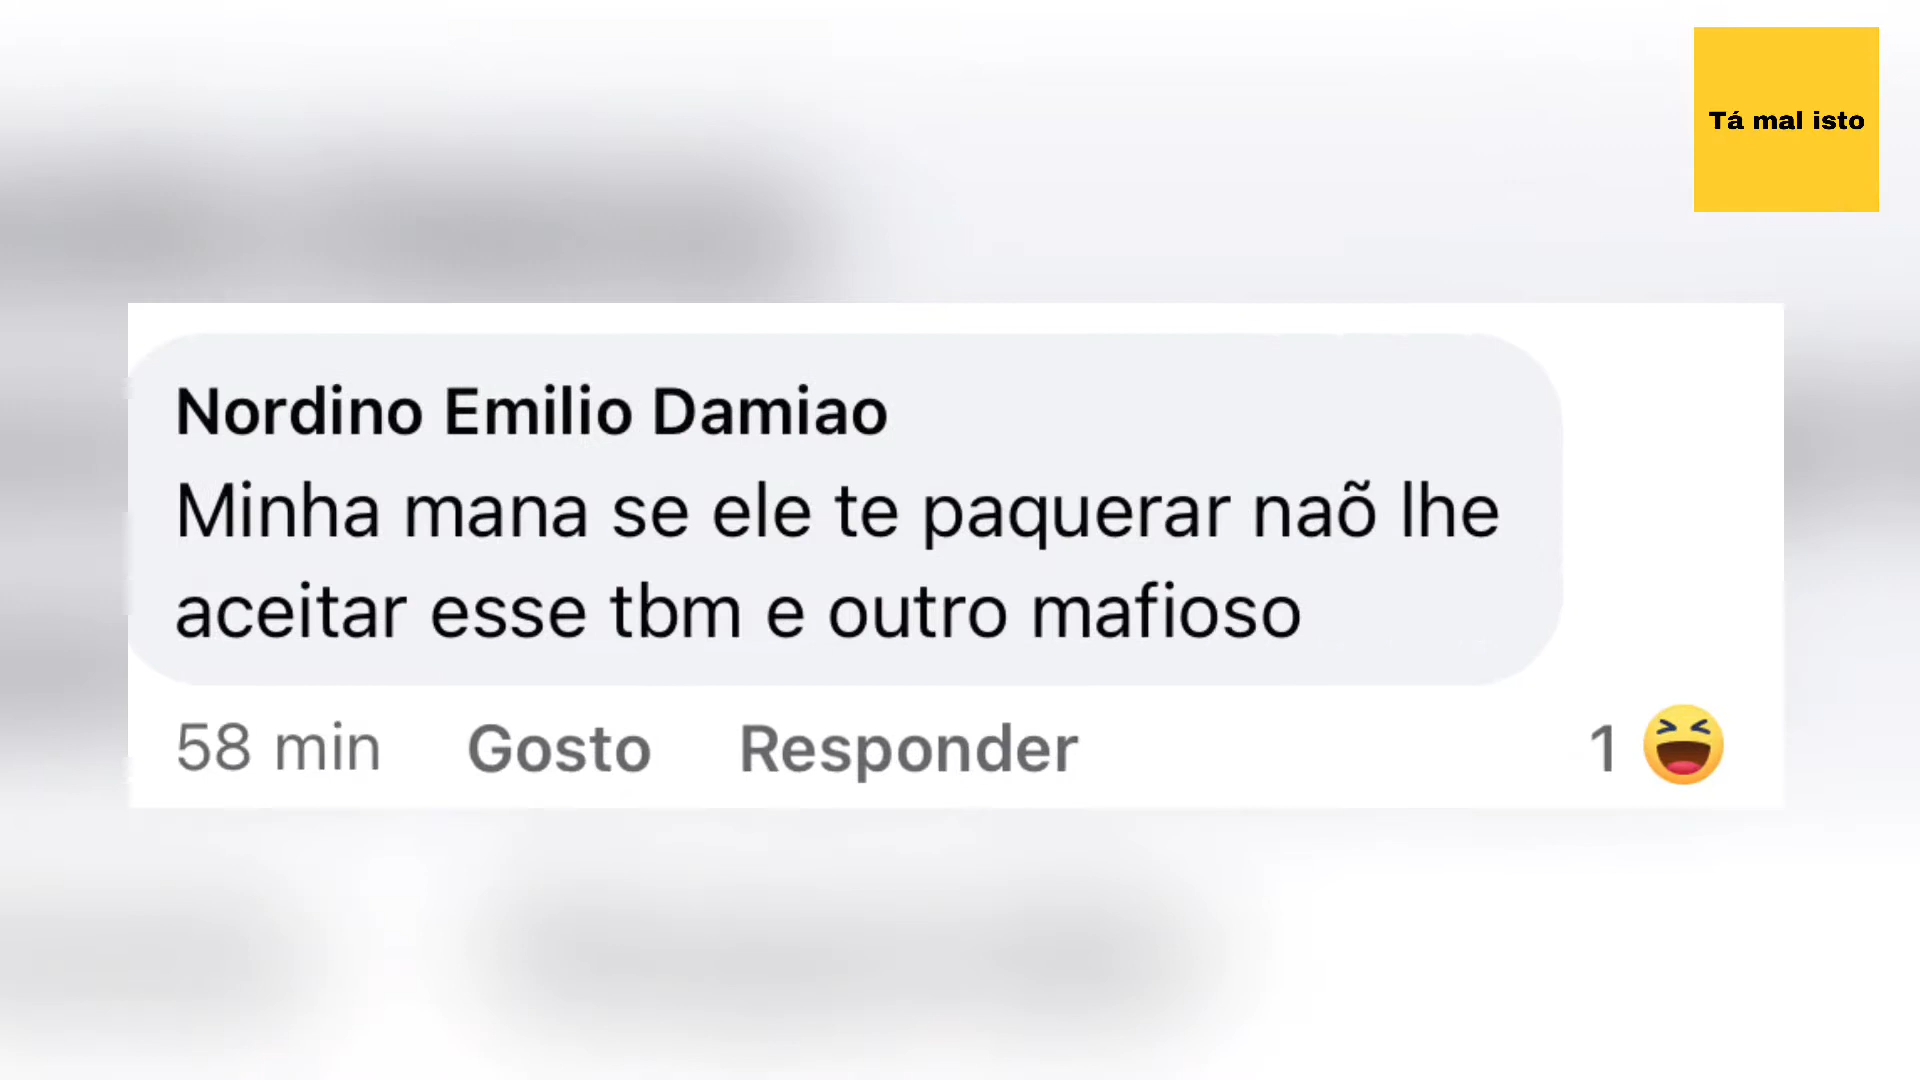 Tá mal isto
Nordino Emilio Damiao
Minha mana se ele te paquerar naõ lhe
aceitar esse tbm e outro mafioso
58 min Gosto Responder 1